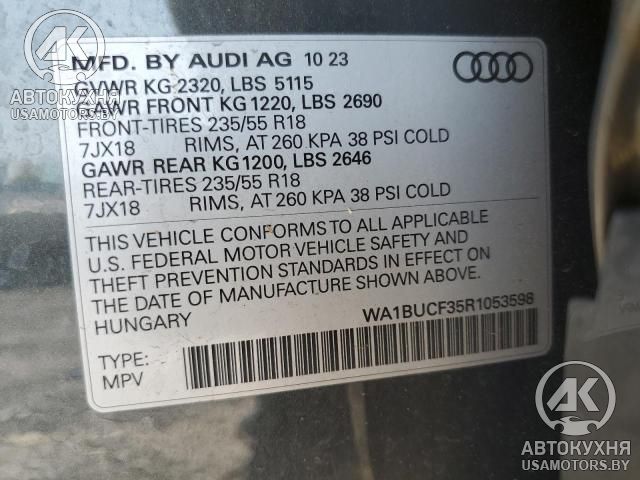 MFD. BY AUDI AG 10 23
GVWR KG 2320, LBS 5115
GAWR FRONT KG 1220, LBS 2690
FRONT-TIRES 235/55 R18
7JX18 RIMS, AT 260 KPA 38 PSI COLD
GAWR REAR KG 1200, LBS 2646
REAR-TIRES 235/55 R18
7JX18 RIMS, AT 260 KPA 38 PSI COLD
THIS VEHICLE CONFORMS TO ALL APPLICABLE
U.S. FEDERAL MOTOR VEHICLE SAFETY AND
THEFT PREVENTION STANDARDS IN EFFECT ON
THE DATE OF MANUFACTURE SHOWN ABOVE.
HUNGARY
WA1BUCF35R1053598
TYPE:
MPV
АК
АВТОКУХНЯ
USAMOTORS.BY
АК
АВТОКУХНЯ
USAMOTORS.BY